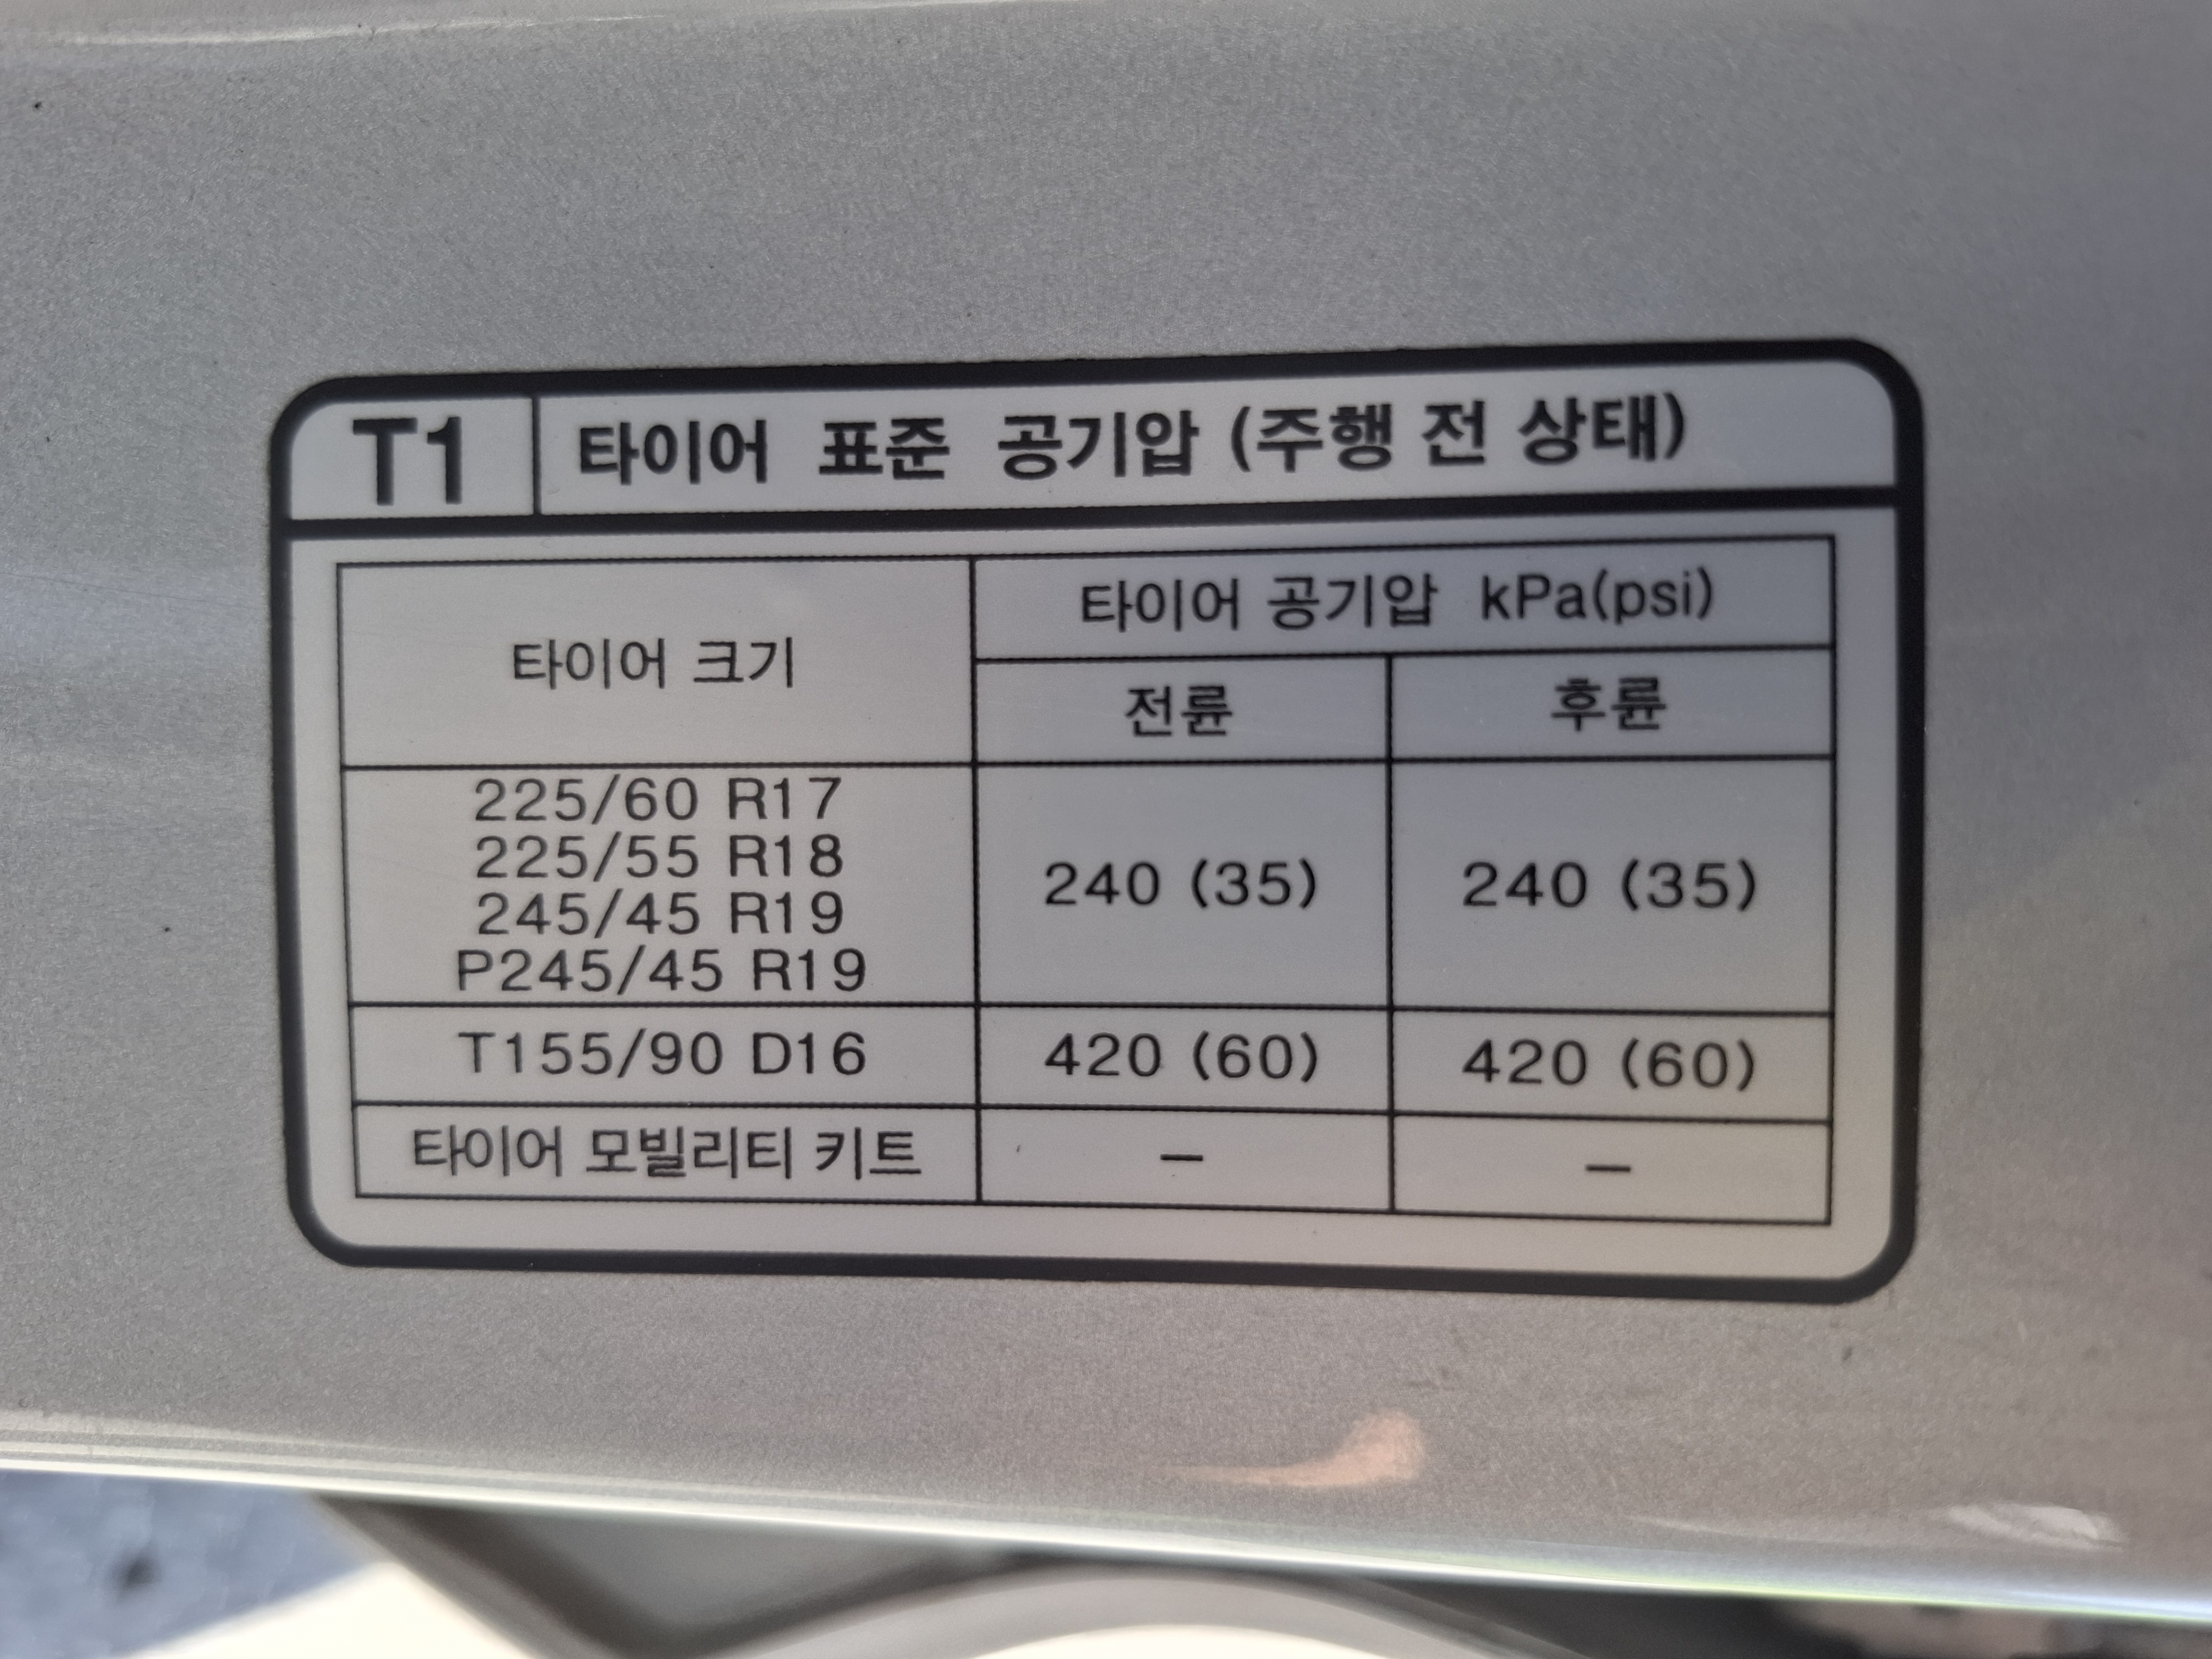 T1 타이어 표준 공기압 (주행 전 상태)
타이어 크기
타이어 공기압 kPa(psi)
전륜 후륜
225/60 R17
225/55 R18
245/45 R19
P245/45 R19
240 (35) 240 (35)
T155/90 D16 420 (60) 420 (60)
타이어 모빌리티 키트 – –